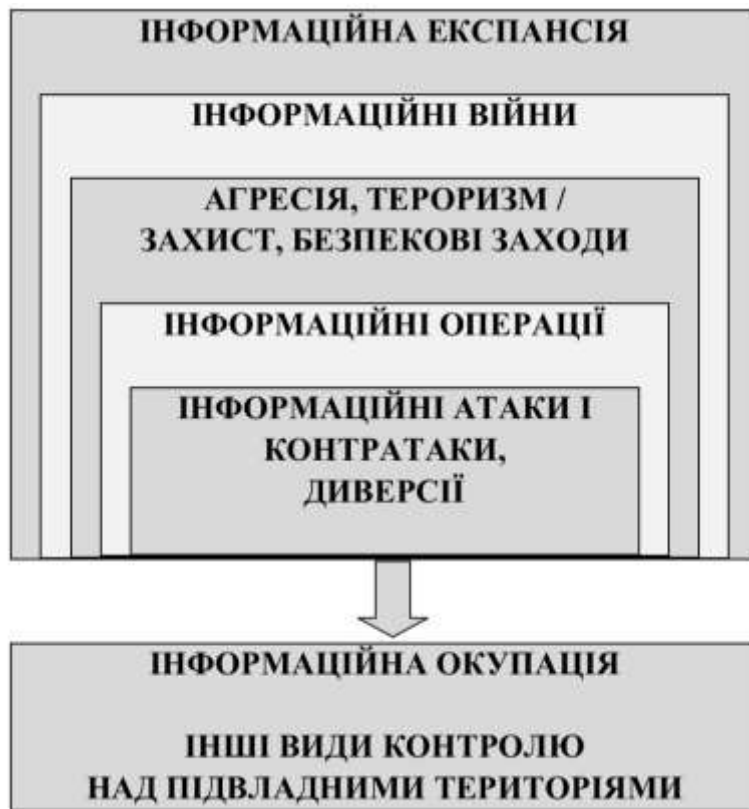 ІНФОРМАЦІЙНА ЕКСПАНСІЯ
ІНФОРМАЦІЙНІ ВІЙНИ
АГРЕСІЯ, ТЕРОРИЗМ /
ЗАХИСТ, БЕЗПЕКОВІ ЗАХОДИ
ІНФОРМАЦІЙНІ ОПЕРАЦІЇ
ІНФОРМАЦІЙНІ АТАКИ І
КОНТРАТАКИ,
ДИВЕРСІЇ
ІНФОРМАЦІЙНА ОКУПАЦІЯ
ІНШІ ВИДИ КОНТРОЛЮ
НАД ПІДВЛАДНИМИ ТЕРИТОРІЯМИ